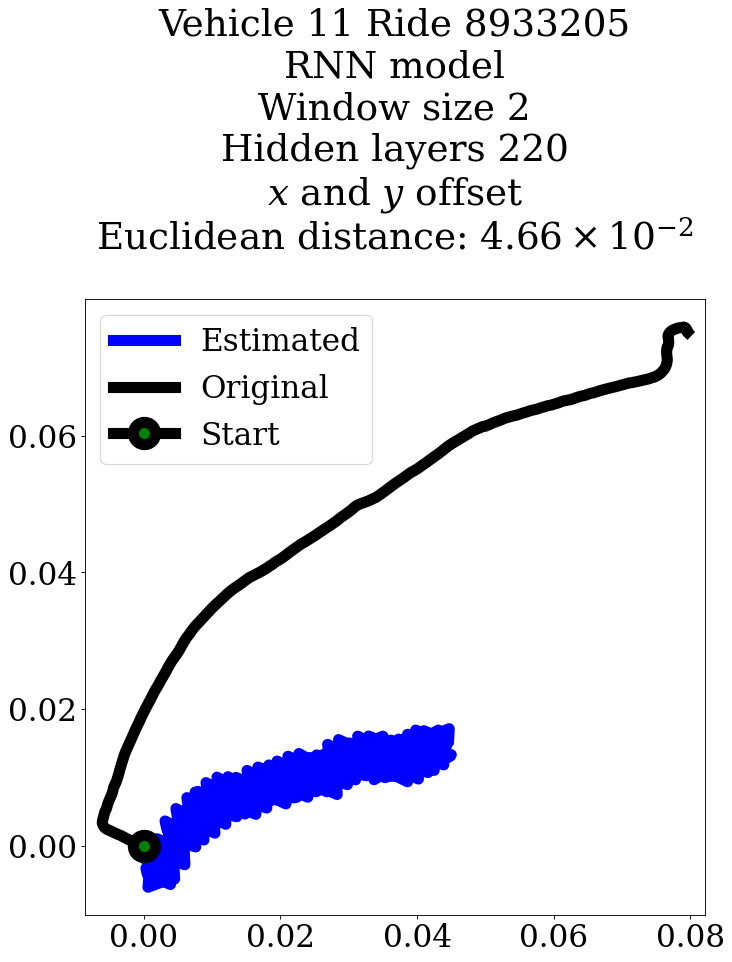 Vehicle 11 Ride 8933205
RNN model
Window size 2
Hidden layers 220
x and y offset
Euclidean distance: 4.66 × 10⁻²
Estimated
Original
Start
0.06
0.04
0.02
0.00
0.00 0.02 0.04 0.06 0.08